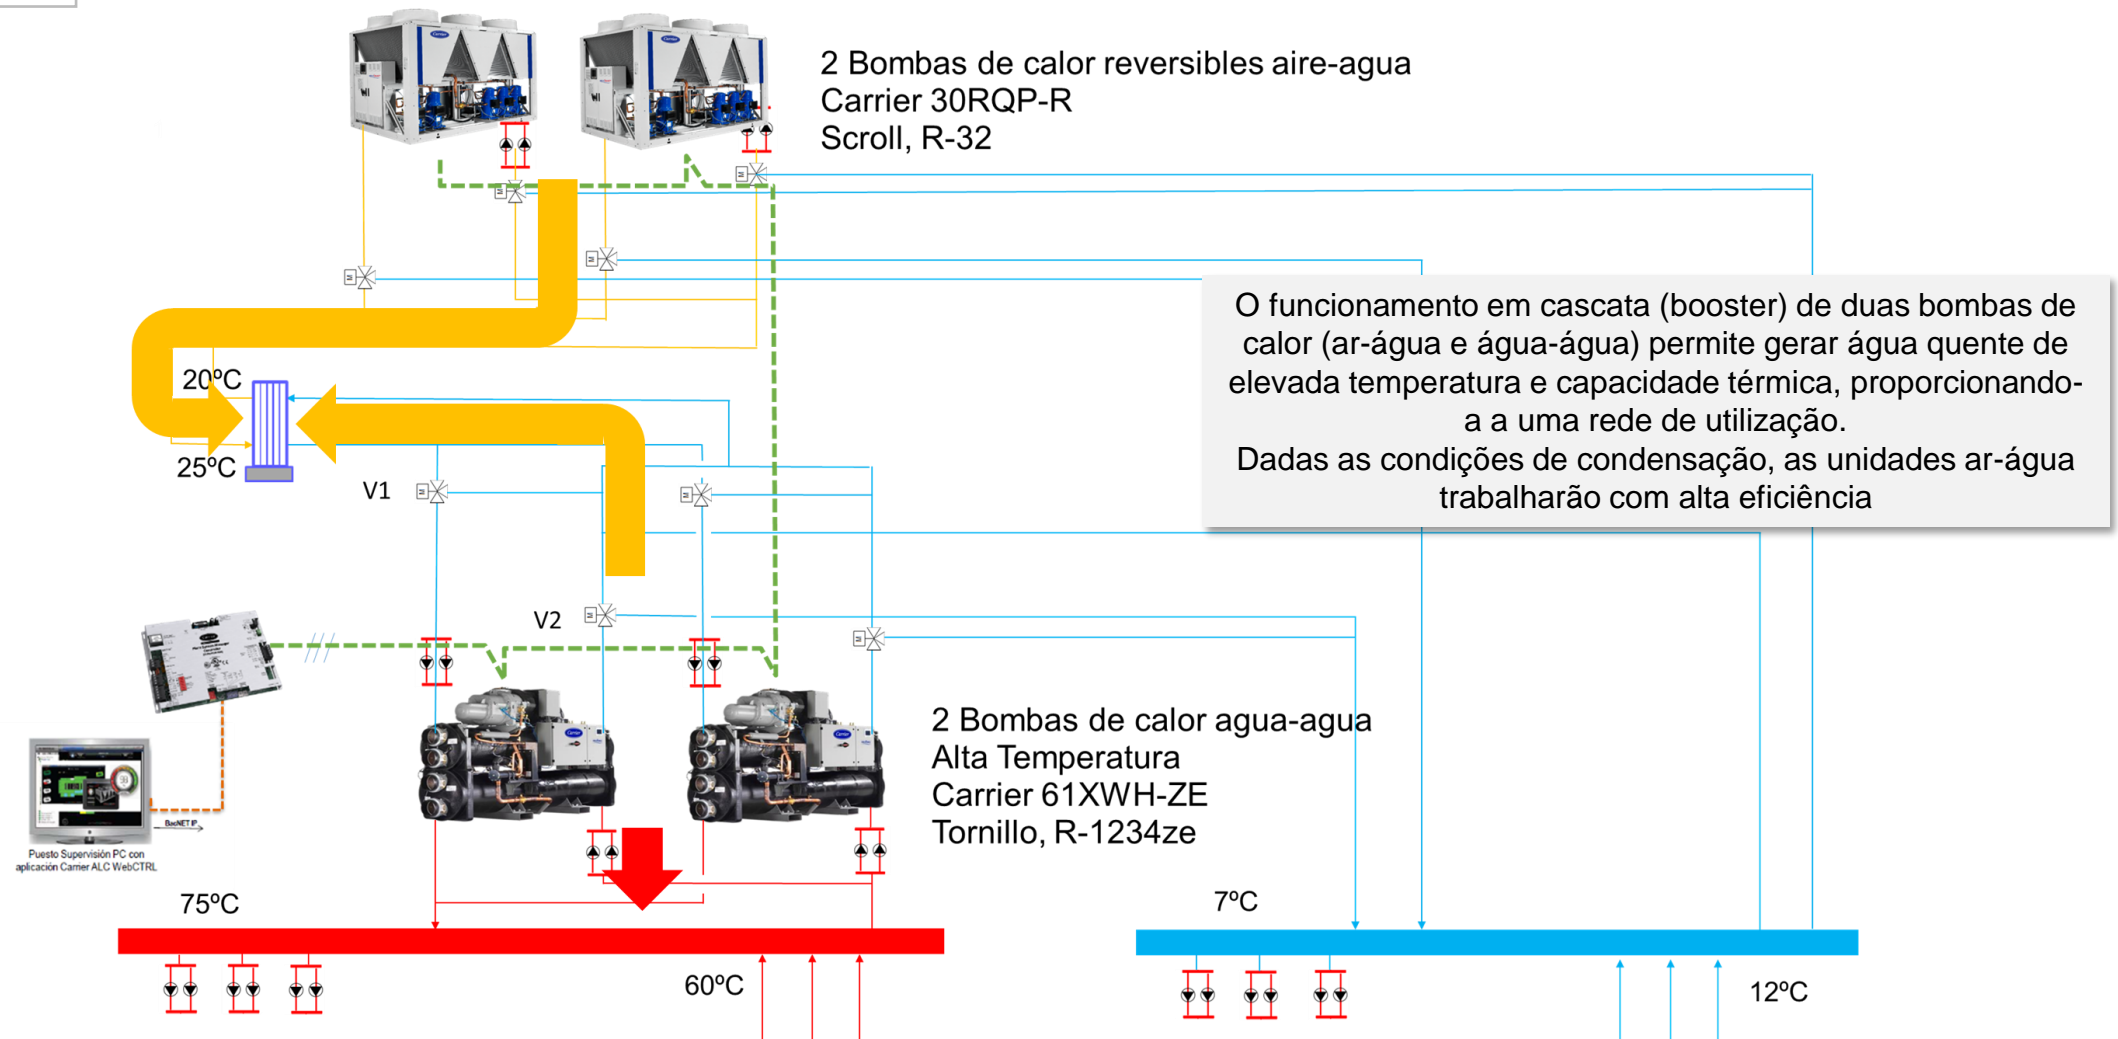 2 Bombas de calor reversibles aire-agua
Carrier 30RQP-R
Scroll, R-32
Carrier
Carrier
M
M
M
M
O funcionamento em cascata (booster) de duas bombas de
calor (ar-água e água-água) permite gerar água quente de
elevada temperatura e capacidade térmica, proporcionando-
a a uma rede de utilização.
Dadas as condições de condensação, as unidades ar-água
trabalharão com alta eficiência
20ºC
25ºC
V1
M
M
V2
M
M
Carrier
Carrier
2 Bombas de calor agua-agua
Alta Temperatura
Carrier 61XWH-ZE
Tornillo, R-1234ze
BacNET IP
Puesto Supervisión PC con
aplicación Carrier ALC WebCTRL
75ºC
60ºC
7ºC
12ºC